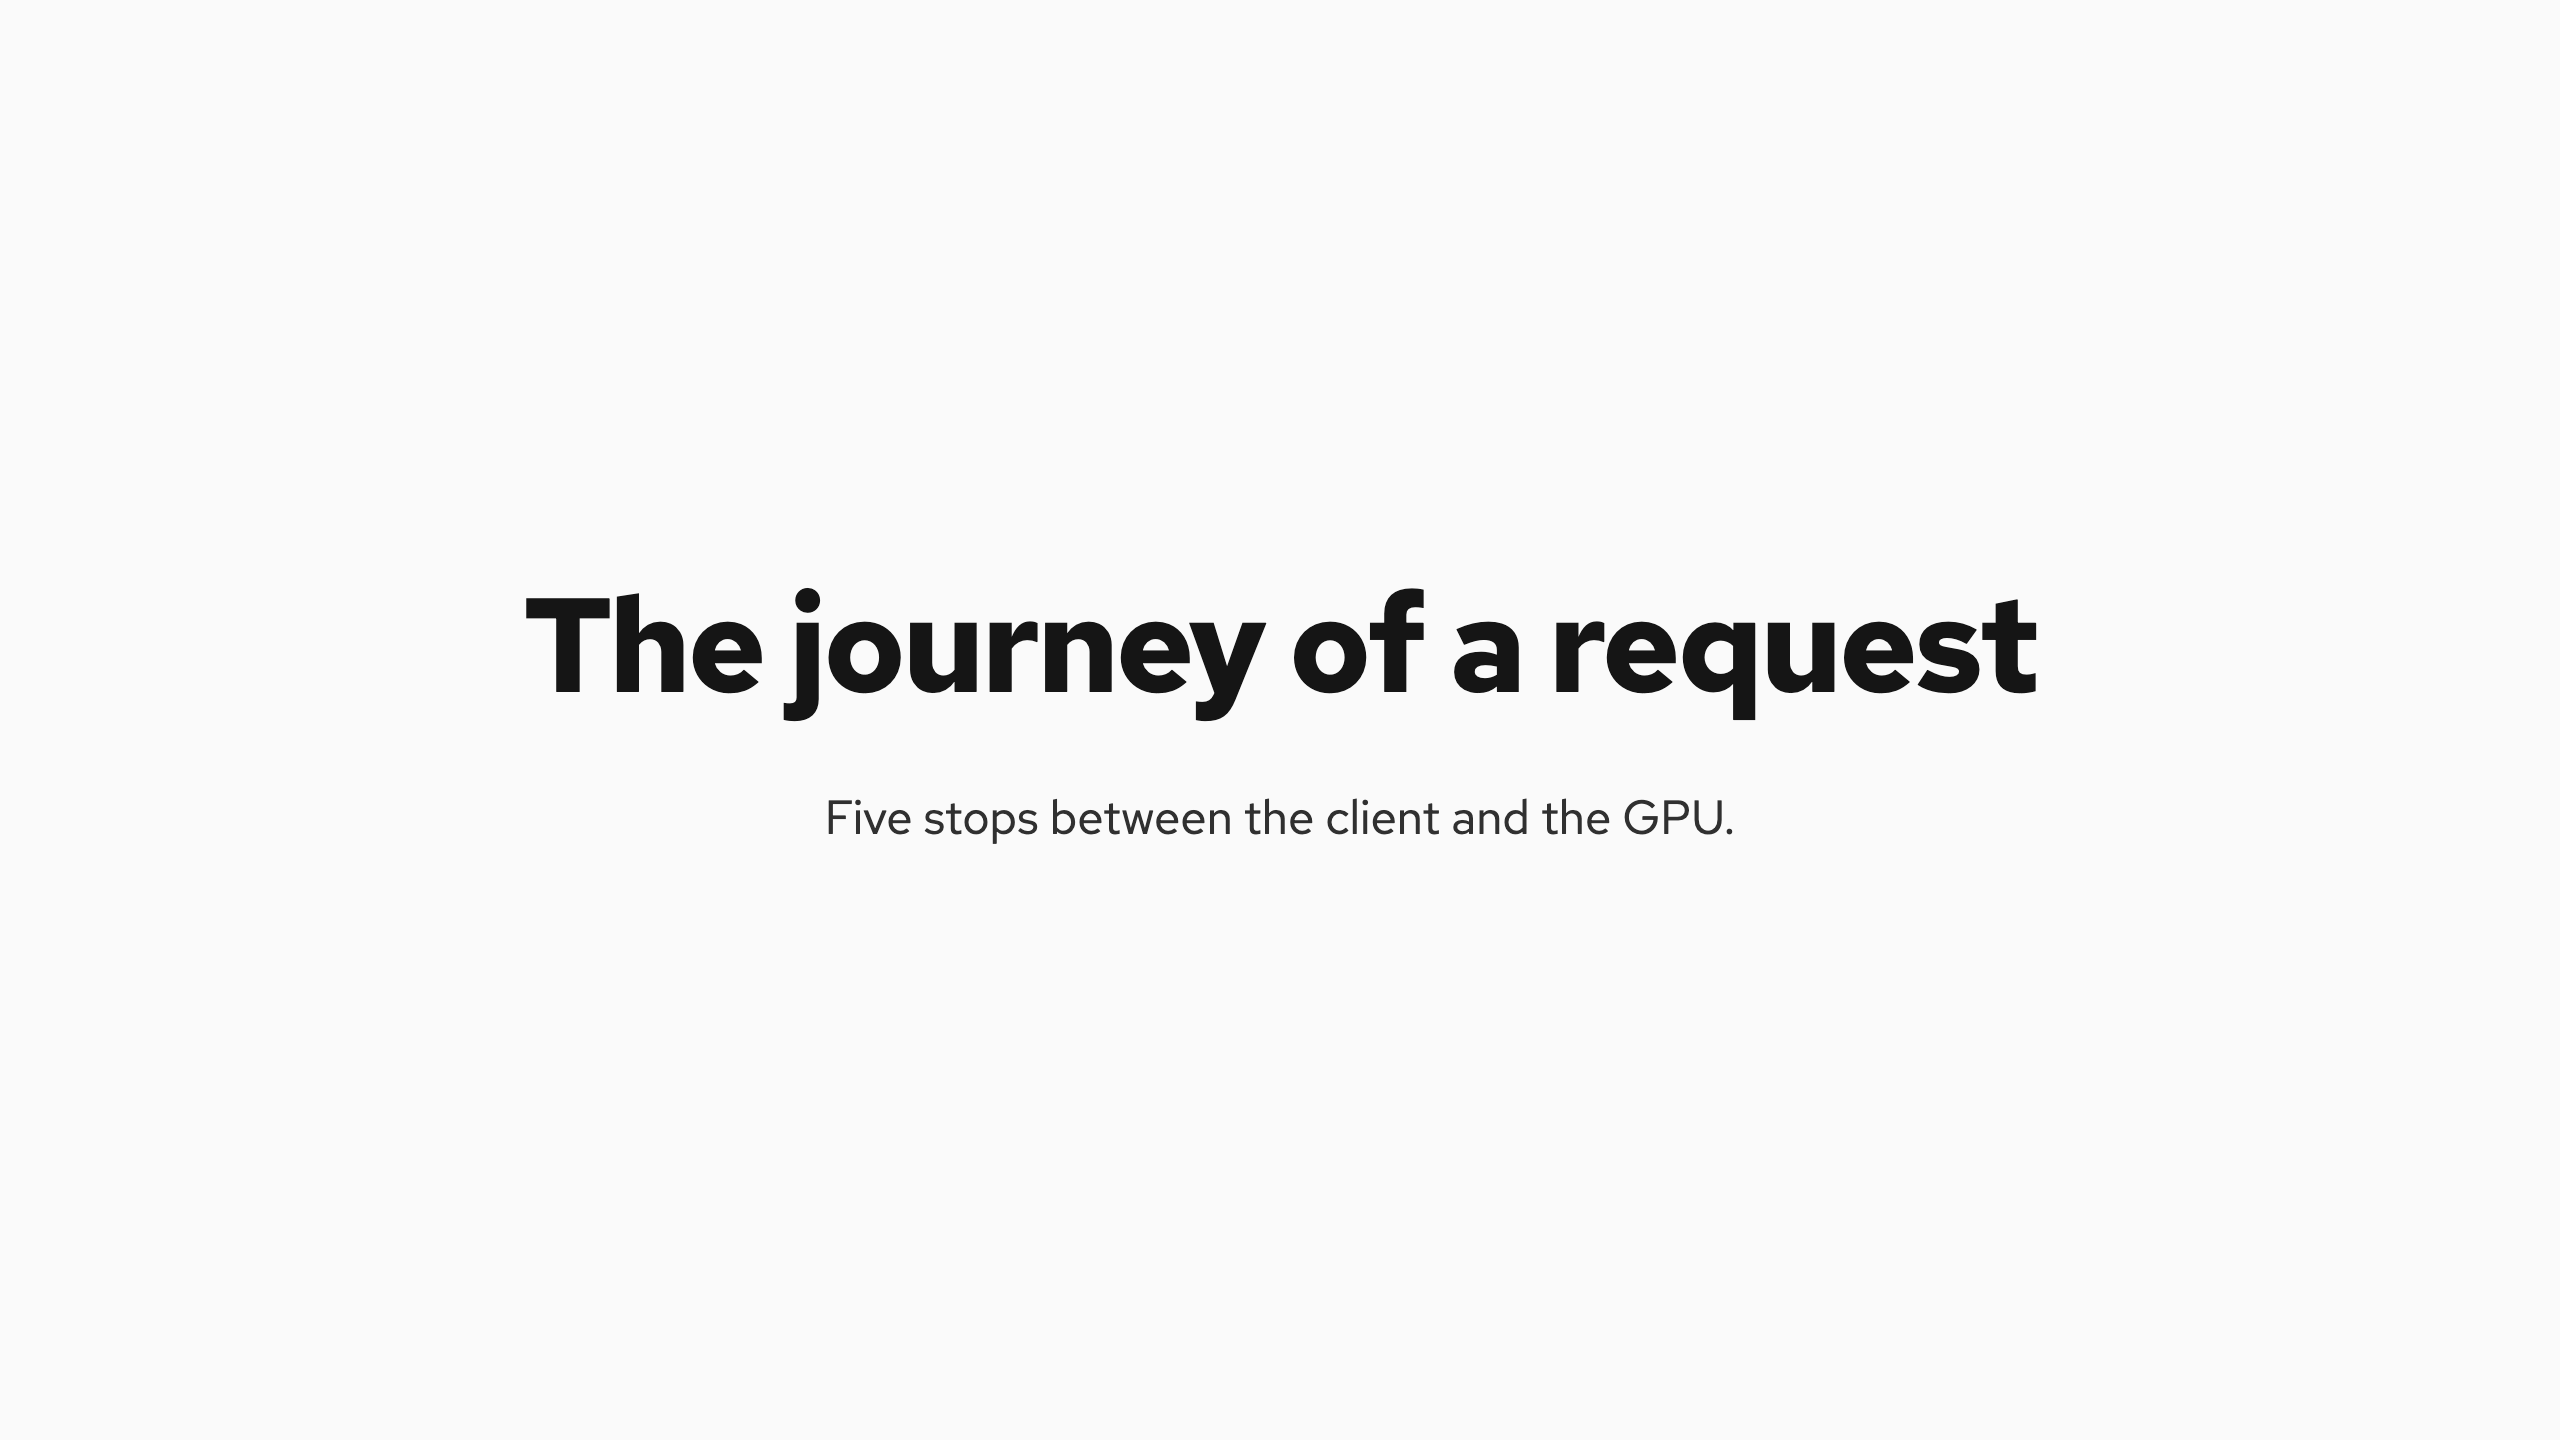 The journey of a request
Five stops between the client and the GPU.